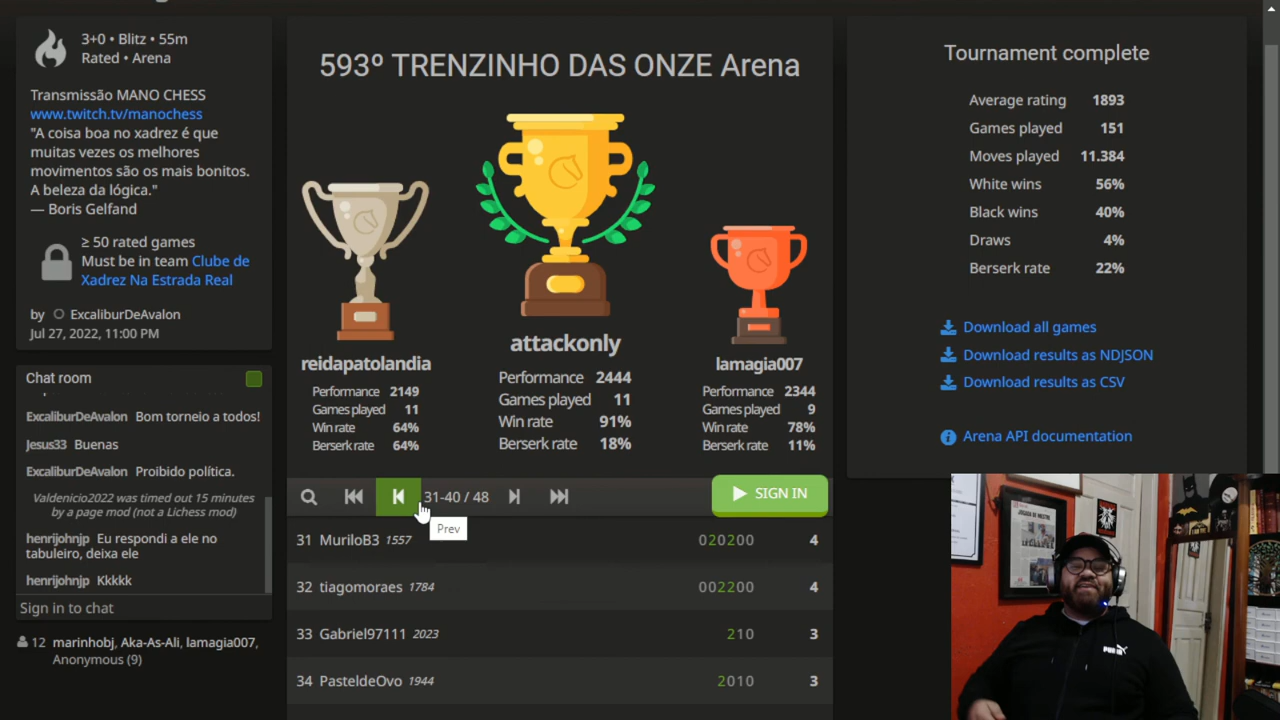 3+0 • Blitz • 55m
Rated • Arena
Transmissão MANO CHESS
www.twitch.tv/manochess
"A coisa boa no xadrez é que
muitas vezes os melhores
movimentos são os mais bonitos.
A beleza da lógica."
— Boris Gelfand
≥ 50 rated games
Must be in team Clube de
Xadrez Na Estrada Real
by ExcaliburDeAvalon
Jul 27, 2022, 11:00 PM
Chat room
ExcaliburDeAvalon Bom torneio a todos!
Jesus33 Buenas
ExcaliburDeAvalon Proibido política.
Valdenicio2022 was timed out 15 minutes
by a page mod (not a Lichess mod)
henrijohnjp Eu respondi a ele no
tabuleiro, deixa ele
henrijohnjp Kkkkk
Sign in to chat
12 marinhobj, Aka-As-Ali, lamagia007,
Anonymous (9)
593º TRENZINHO DAS ONZE Arena
reidapatolandia
Performance 2149
Games played 11
Win rate 64%
Berserk rate 64%
attackonly
Performance 2444
Games played 11
Win rate 91%
Berserk rate 18%
lamagia007
Performance 2344
Games played 9
Win rate 78%
Berserk rate 11%
31-40 / 48
SIGN IN
Prev
31 MuriloB3 1557 020200 4
32 tiagomoraes 1784 002200 4
33 Gabriel97111 2023 210 3
34 PasteldeOvo 1944 2010 3
Tournament complete
Average rating 1893
Games played 151
Moves played 11.384
White wins 56%
Black wins 40%
Draws 4%
Berserk rate 22%
Download all games
Download results as NDJSON
Download results as CSV
Arena API documentation
PUMA